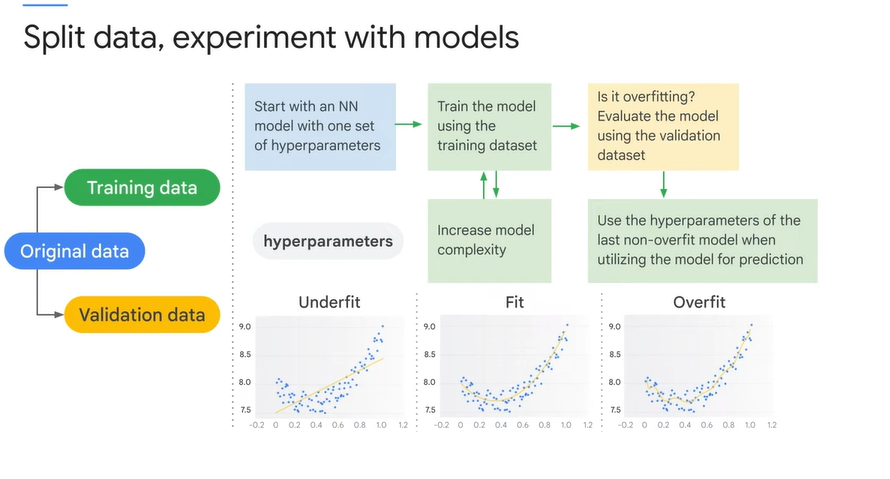 Split data, experiment with models
Training data
Original data
Validation data
Start with an NN
model with one set
of hyperparameters
Train the model
using the
training dataset
Is it overfitting?
Evaluate the model
using the validation
dataset
hyperparameters
Increase model
complexity
Use the hyperparameters of the
last non-overfit model when
utilizing the model for prediction
Underfit
9.0
8.5
8.0
7.5
-0.2 0 0.2 0.4 0.6 0.8 1.0 1.2
Fit
9.0
8.5
8.0
7.5
-0.2 0 0.2 0.4 0.6 0.8 1.0 1.2
Overfit
9.0
8.5
8.0
7.5
-0.2 0 0.2 0.4 0.6 0.8 1.0 1.2